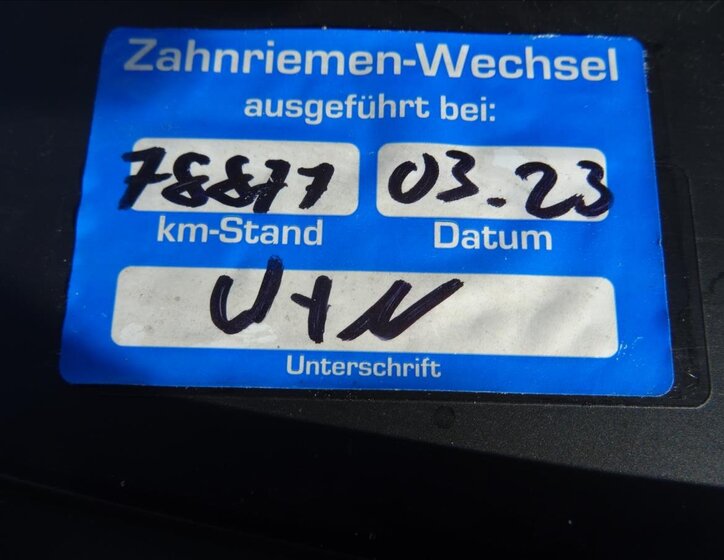 Zahnriemen-Wechsel
ausgeführt bei:
78877 03.23
km-Stand Datum
U+N
Unterschrift